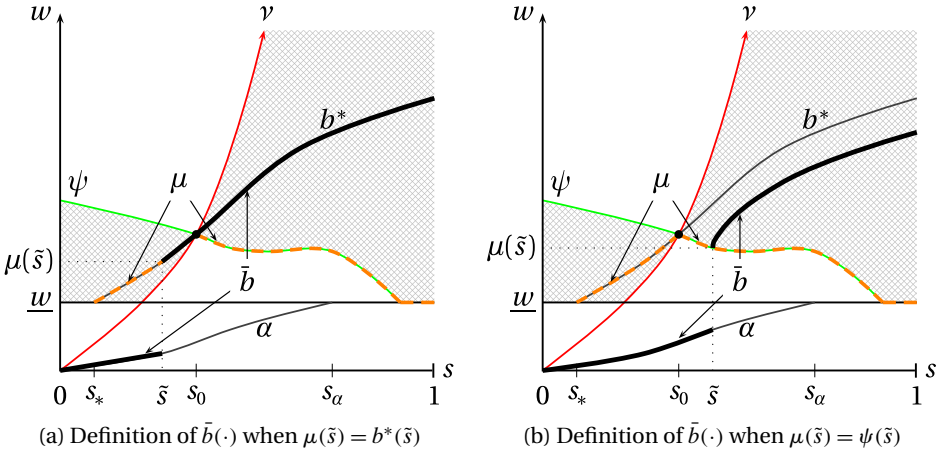 w
ν
b*
ψ
μ
μ(s̃)
b̄
w
α
0
s*
s̃
s₀
sα
1
s
(a) Definition of b̄(·) when μ(s̃) = b*(s̃)
w
ν
b*
ψ
μ
μ(s̃)
b̄
w
α
0
s*
s₀
s̃
sα
1
s
(b) Definition of b̄(·) when μ(s̃) = ψ(s̃)